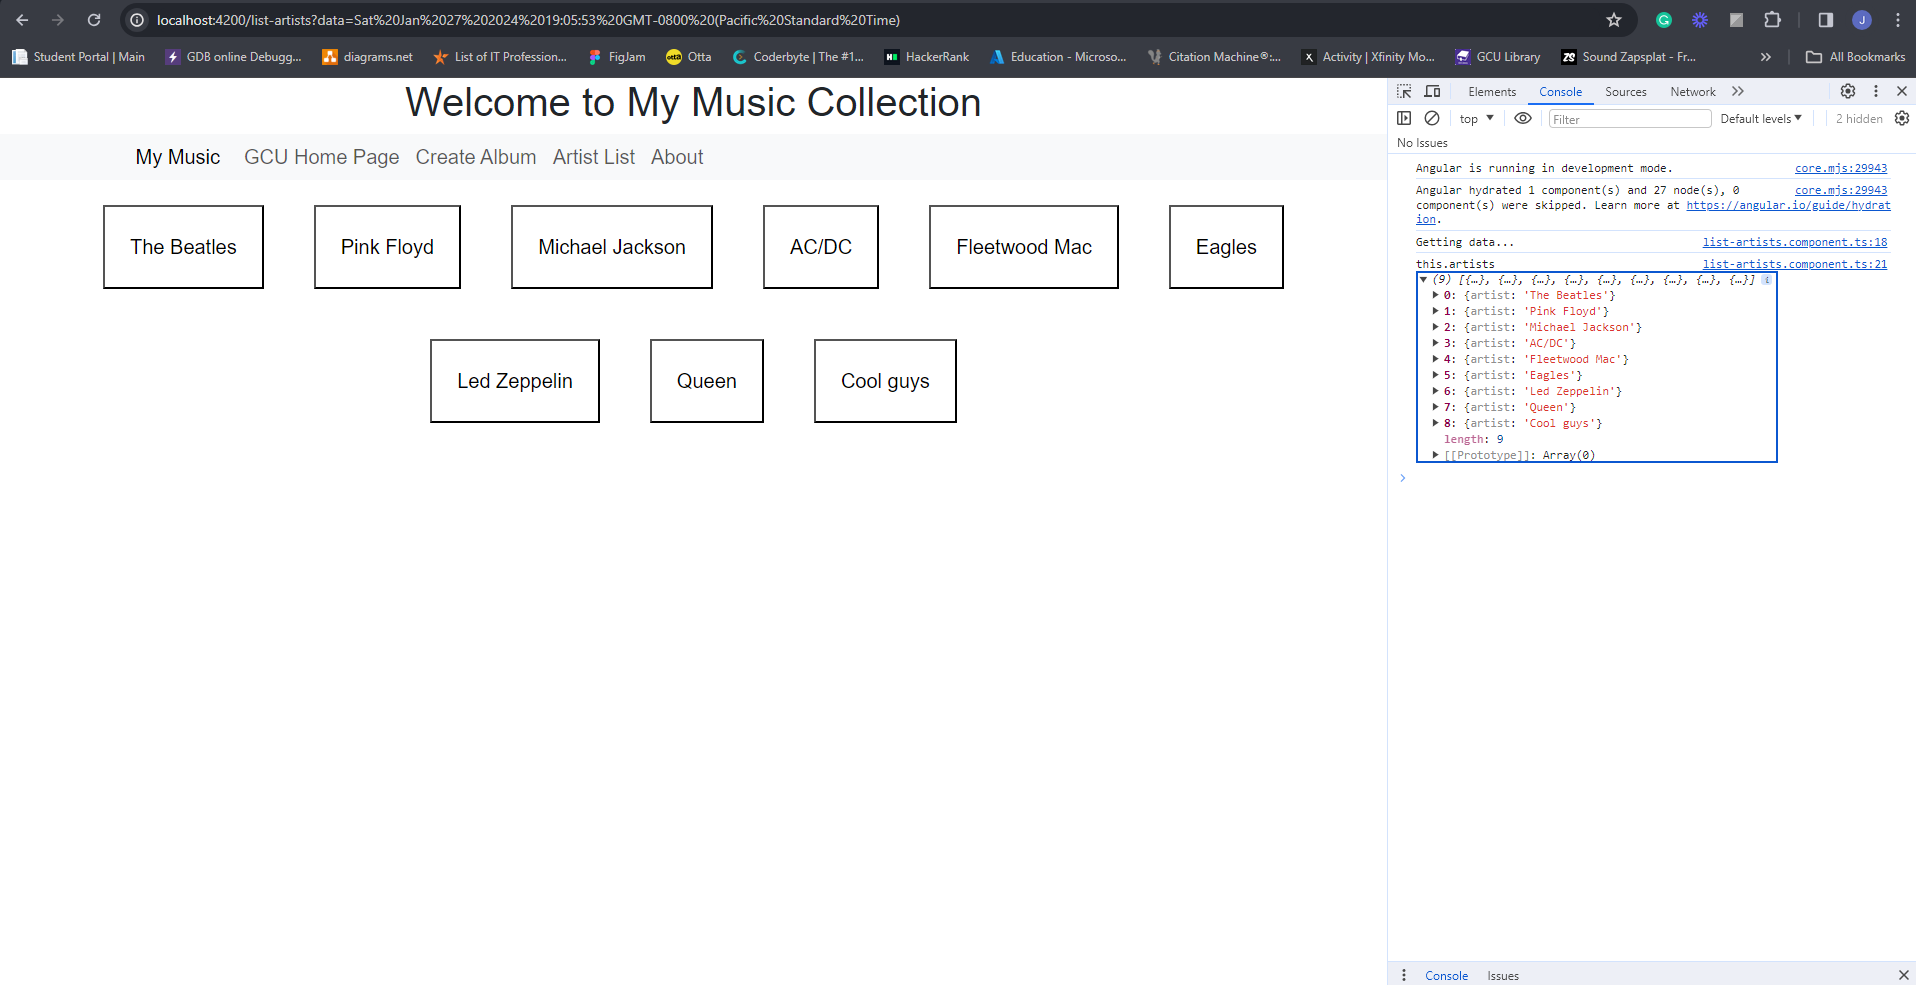 localhost:4200/list-artists?data=Sat%20Jan%2027%202024%2019:05:53%20GMT-0800%20(Pacific%20Standard%20Time)
G
J
Student Portal | Main GDB online Debugg... diagrams.net List of IT Profession... FigJam otta Otta Coderbyte | The #1... HackerRank Education - Microso... Citation Machine®:... Activity | Xfinity Mo... GCU Library Sound Zapsplat - Fr... » All Bookmarks
Welcome to My Music Collection
My Music GCU Home Page Create Album Artist List About
The Beatles Pink Floyd Michael Jackson AC/DC Fleetwood Mac Eagles
Led Zeppelin Queen Cool guys
Elements Console Sources Network »
top Filter Default levels 2 hidden
No Issues
Angular is running in development mode. core.mjs:29943
Angular hydrated 1 component(s) and 27 node(s), 0 core.mjs:29943
component(s) were skipped. Learn more at https://angular.io/guide/hydrat
ion.
Getting data... list-artists.component.ts:18
this.artists list-artists.component.ts:21
(9) [{…}, {…}, {…}, {…}, {…}, {…}, {…}, {…}, {…}] i
0: {artist: 'The Beatles'}
1: {artist: 'Pink Floyd'}
2: {artist: 'Michael Jackson'}
3: {artist: 'AC/DC'}
4: {artist: 'Fleetwood Mac'}
5: {artist: 'Eagles'}
6: {artist: 'Led Zeppelin'}
7: {artist: 'Queen'}
8: {artist: 'Cool guys'}
length: 9
[[Prototype]]: Array(0)
Console Issues